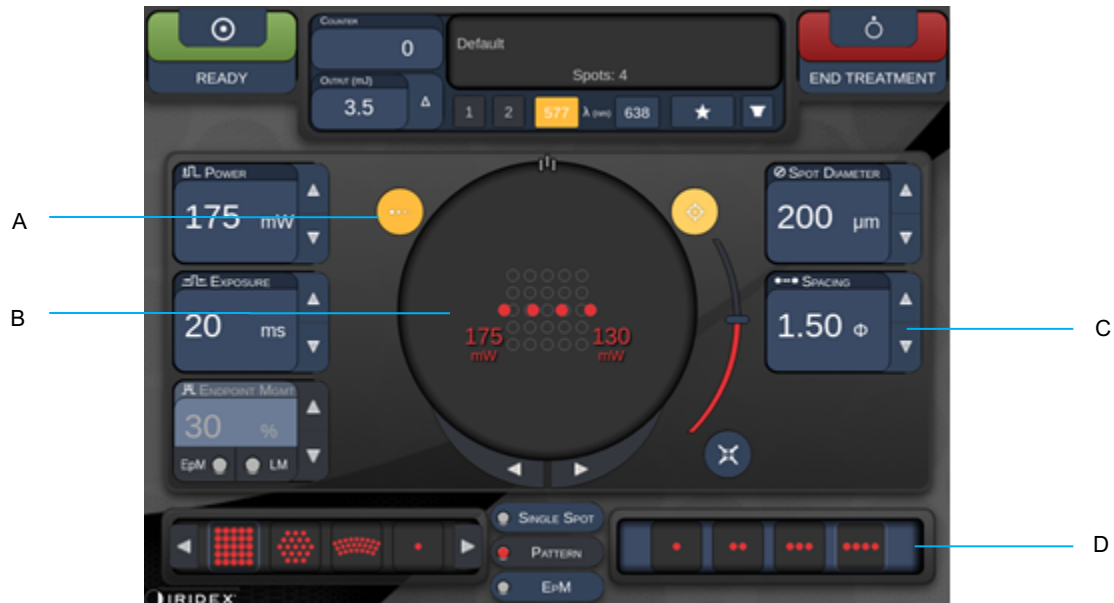 COUNTER
0
OUTPUT (mJ)
3.5
Δ
Default
Spots: 4
1 2 577 λ (nm) 638
READY
END TREATMENT
POWER
175 mW
EXPOSURE
20 ms
ENDPOINT MGMT
30 %
EpM LM
175 mW
130 mW
SPOT DIAMETER
200 µm
SPACING
1.50 Φ
A
B
C
D
SINGLE SPOT
PATTERN
EPM
IRIDEX